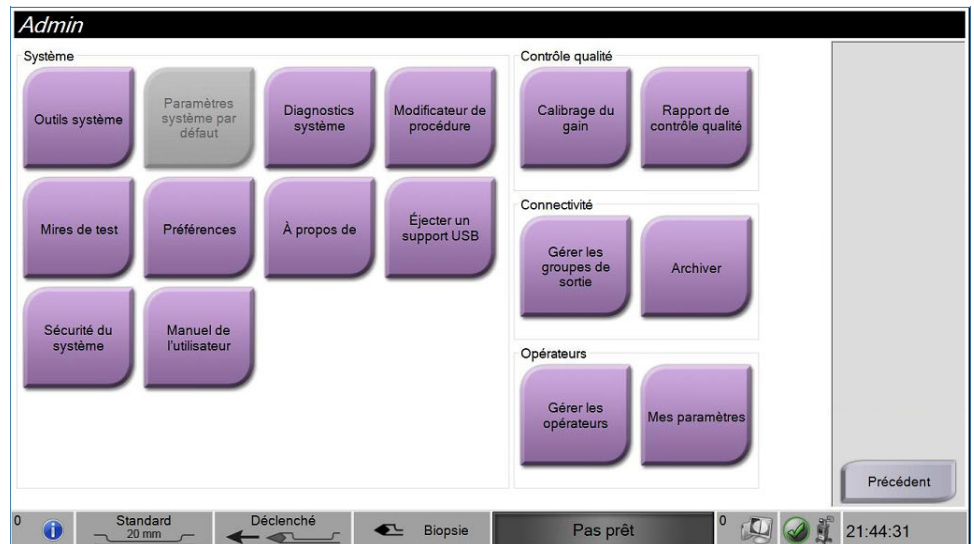 Admin
Système
Outils système
Paramètres
système par
défaut
Diagnostics
système
Modificateur de
procédure
Mires de test
Préférences
À propos de
Éjecter un
support USB
Sécurité du
système
Manuel de
l'utilisateur
Contrôle qualité
Calibrage du
gain
Rapport de
contrôle qualité
Connectivité
Gérer les
groupes de
sortie
Archiver
Opérateurs
Gérer les
opérateurs
Mes paramètres
Précédent
0
Standard
20 mm
Déclenché
Biopsie
Pas prêt
0
21:44:31